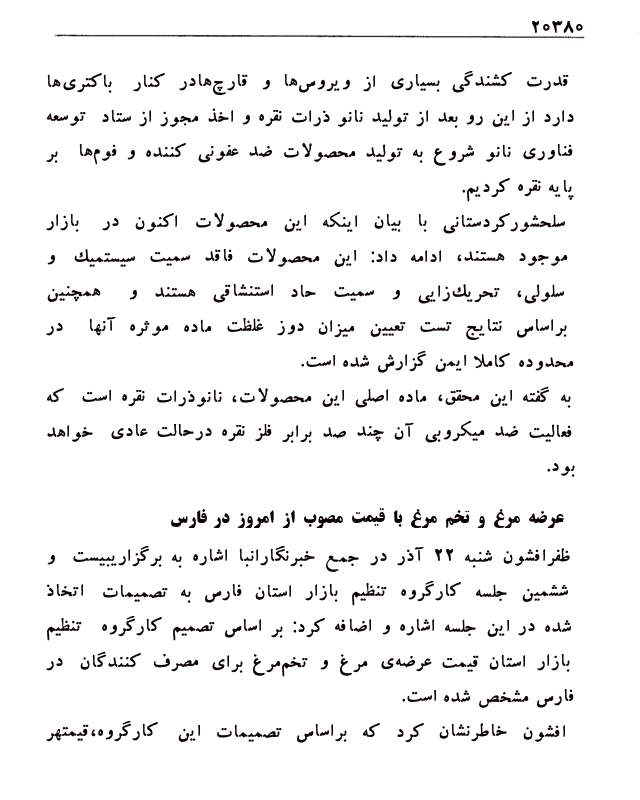 ۲۰۳۸۰
قدرت کشندگی بسیاری از ویروس‌ها و قارچ‌هادر کنار باکتری‌ها
دارد از این رو بعد از تولید نانو ذرات نقره و اخذ مجوز از ستاد توسعه
فناوری نانو شروع به تولید محصولات ضد عفونی کننده و فوم‌ها بر
پایه نقره کردیم.
سلحشورکردستانی با بیان اینکه این محصولات اکنون در بازار
موجود هستند، ادامه داد: این محصولات فاقد سمیت سیستمیك و
سلولی، تحریك‌زایی و سمیت حاد استنشاقی هستند و همچنین
براساس نتایج تست تعیین میزان دوز غلظت ماده موثره آنها در
محدوده کاملا ایمن گزارش شده است.
به گفته این محقق، ماده اصلی این محصولات، نانوذرات نقره است که
فعالیت ضد میکروبی آن چند صد برابر فلز نقره درحالت عادی خواهد
بود.
عرضه مرغ و تخم مرغ با قیمت مصوب از امروز در فارس
ظفرافشون شنبه ۲۲ آذر در جمع خبرنگارانبا اشاره به برگزاریبیست و
ششمین جلسه کارگروه تنظیم بازار استان فارس به تصمیمات اتخاذ
شده در این جلسه اشاره و اضافه کرد: بر اساس تصمیم کارگروه تنظیم
بازار استان قیمت عرضه‌ی مرغ و تخم‌مرغ برای مصرف کنندگان در
فارس مشخص شده است.
افشون خاطرنشان کرد که براساس تصمیمات این کارگروه،قیمتهر